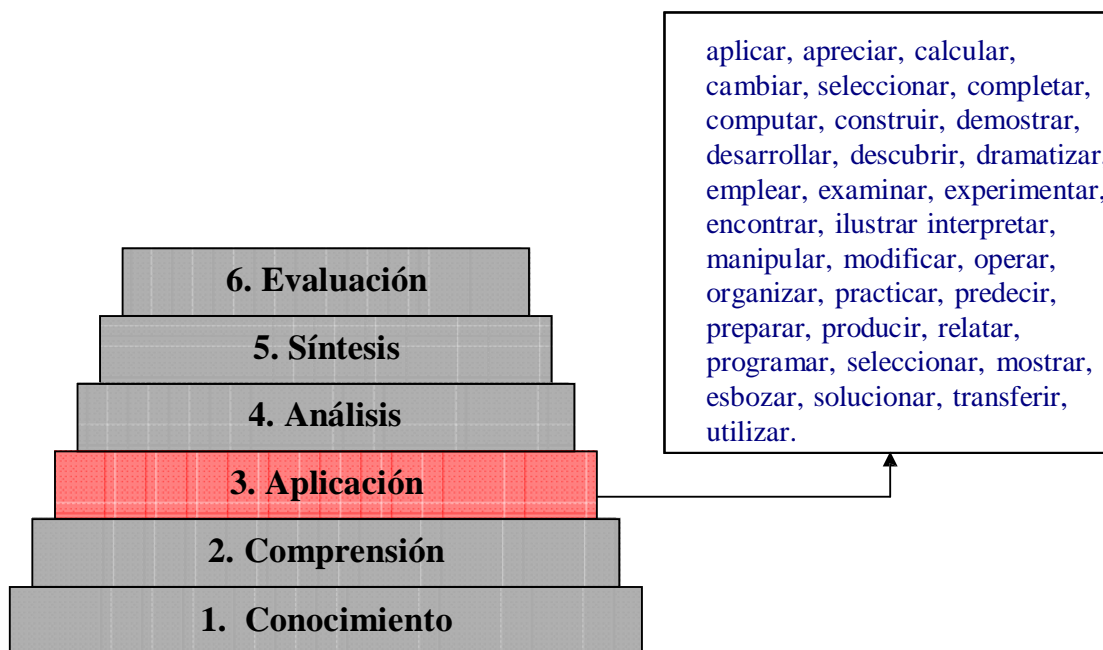 aplicar, apreciar, calcular,
cambiar, seleccionar, completar,
computar, construir, demostrar,
desarrollar, descubrir, dramatizar,
emplear, examinar, experimentar,
encontrar, ilustrar interpretar,
manipular, modificar, operar,
organizar, practicar, predecir,
preparar, producir, relatar,
programar, seleccionar, mostrar,
esbozar, solucionar, transferir,
utilizar.
6. Evaluación
5. Síntesis
4. Análisis
3. Aplicación
2. Comprensión
1. Conocimiento